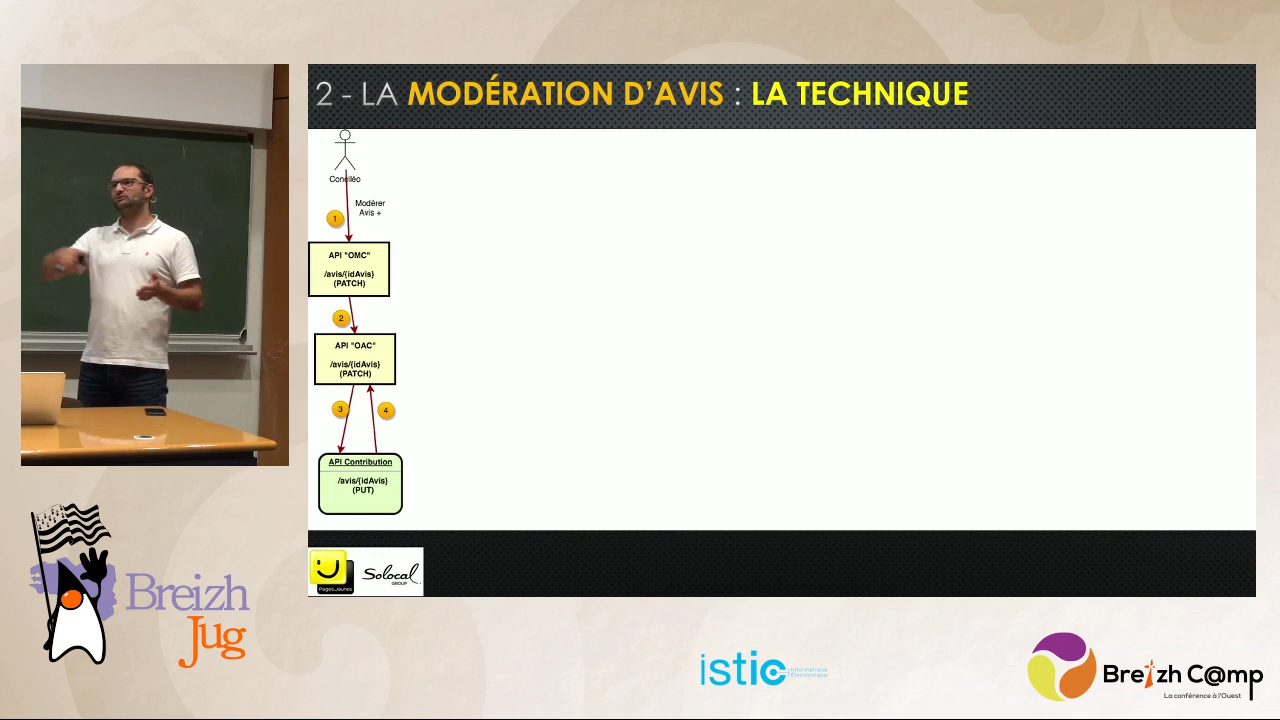 2 - LA MODÉRATION D'AVIS : LA TECHNIQUE
Conciléo
Modérer
Avis +
1
API "OMC"
/avis/{idAvis}
(PATCH)
2
API "OAC"
/avis/{idAvis}
(PATCH)
3
4
API Contribution
/avis/{idAvis}
(PUT)
PagesJaunes
Solocal
GROUP
Breizh
Jug
istic
Informatique
Électronique
Breizh C@mp
La conférence à l'Ouest